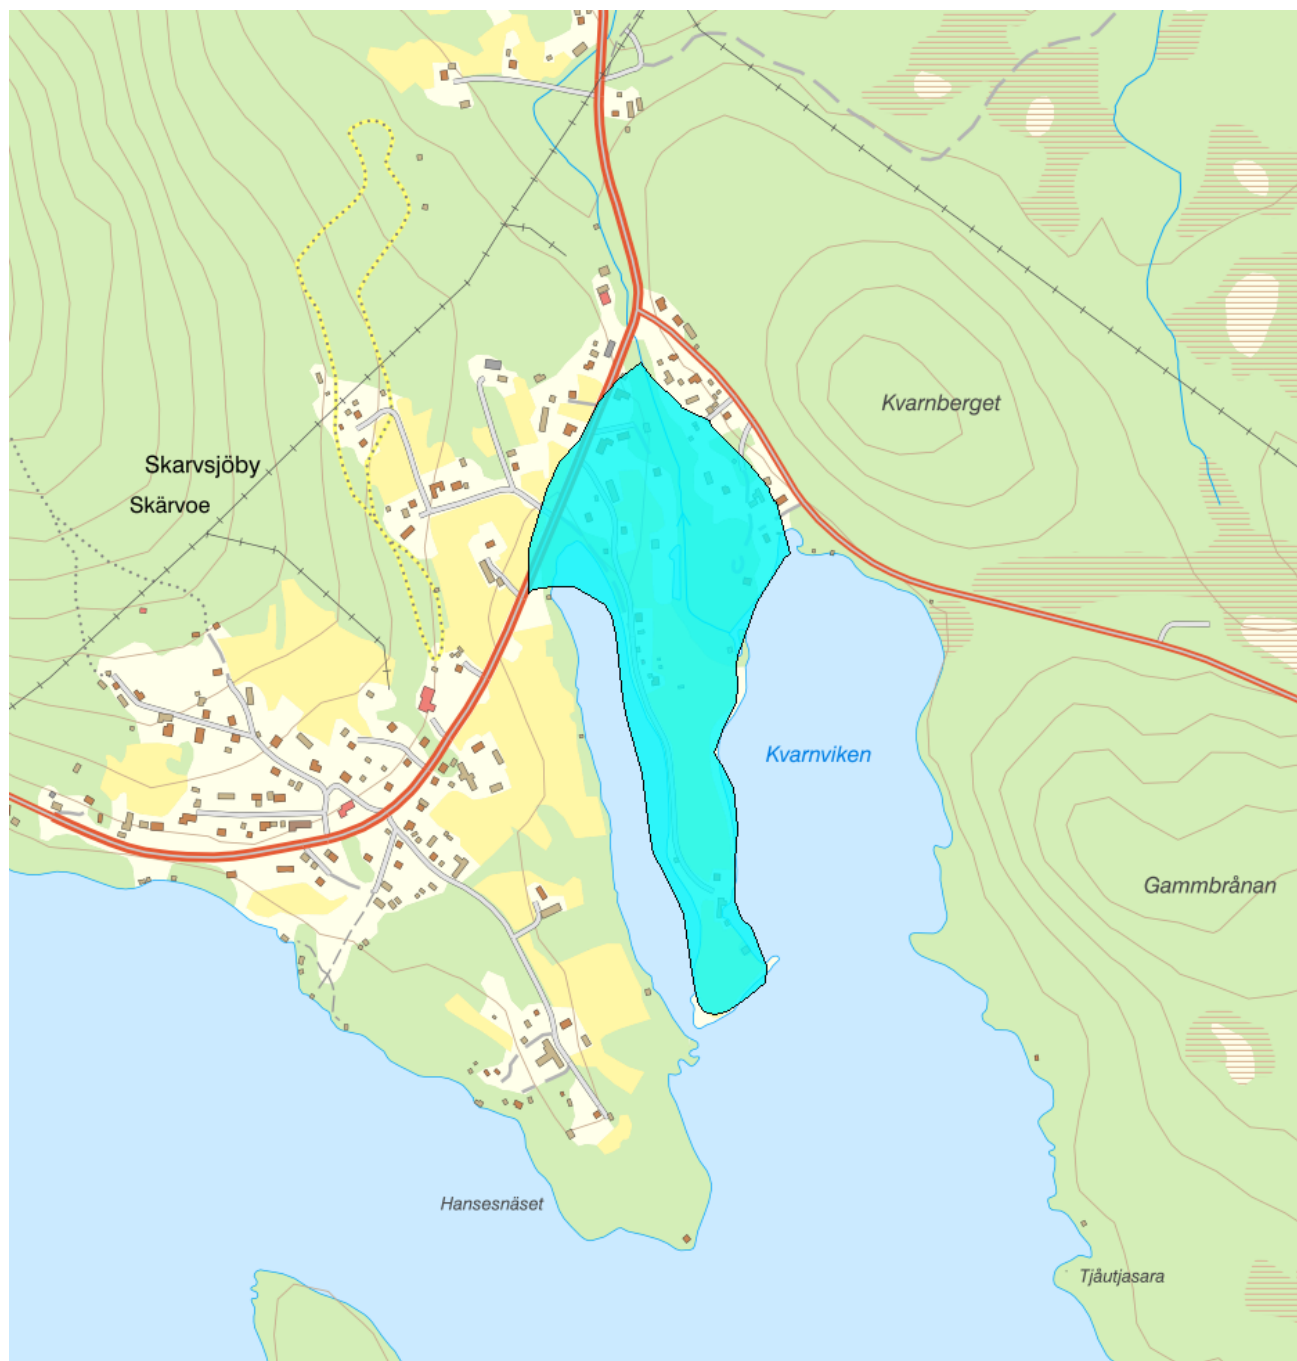 Kvarnberget
Skarvsjöby
Skärvoe
Kvarnviken
Gammbrånan
Hansesnäset
Tjåutjasara